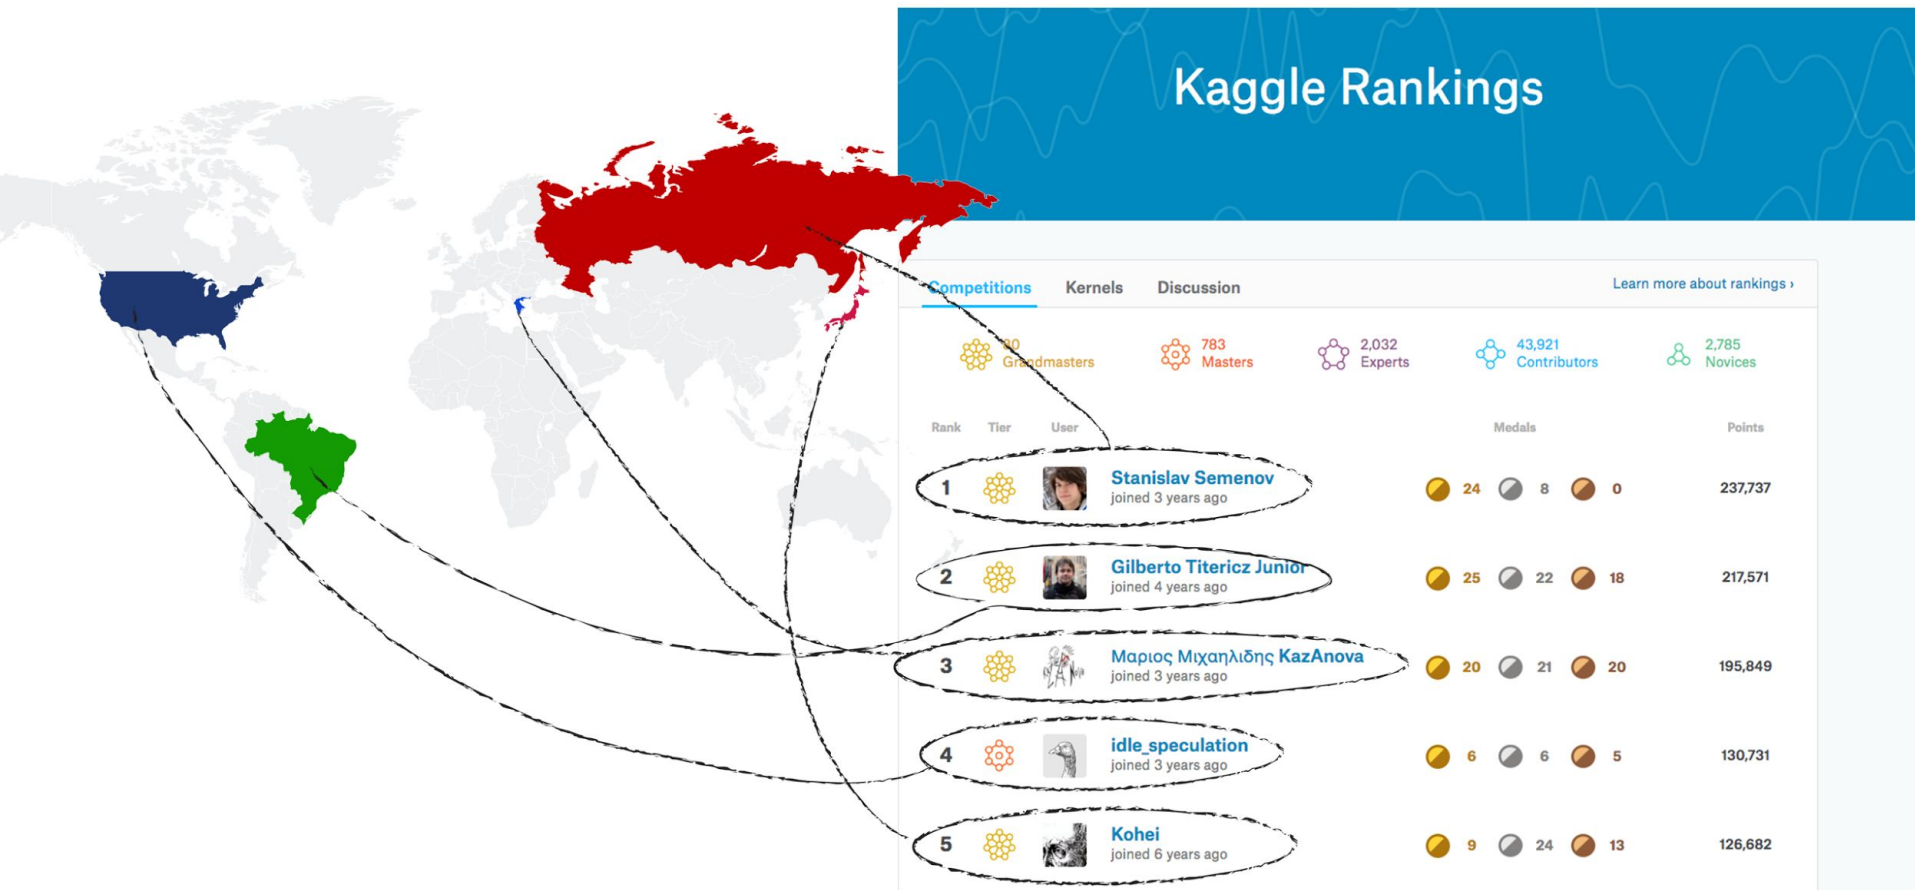 Kaggle Rankings
Competitions Kernels Discussion Learn more about rankings ›
80 783 2,032 43,921 2,785
Grandmasters Masters Experts Contributors Novices
Rank Tier User Medals Points
1 Stanislav Semenov 24 8 0 237,737
joined 3 years ago
2 Gilberto Titericz Junior 25 22 18 217,571
joined 4 years ago
3 Μαριος Μιχαηλιδης KazAnova 20 21 20 195,849
joined 3 years ago
4 idle_speculation 6 6 5 130,731
joined 3 years ago
5 Kohei 9 24 13 126,682
joined 6 years ago